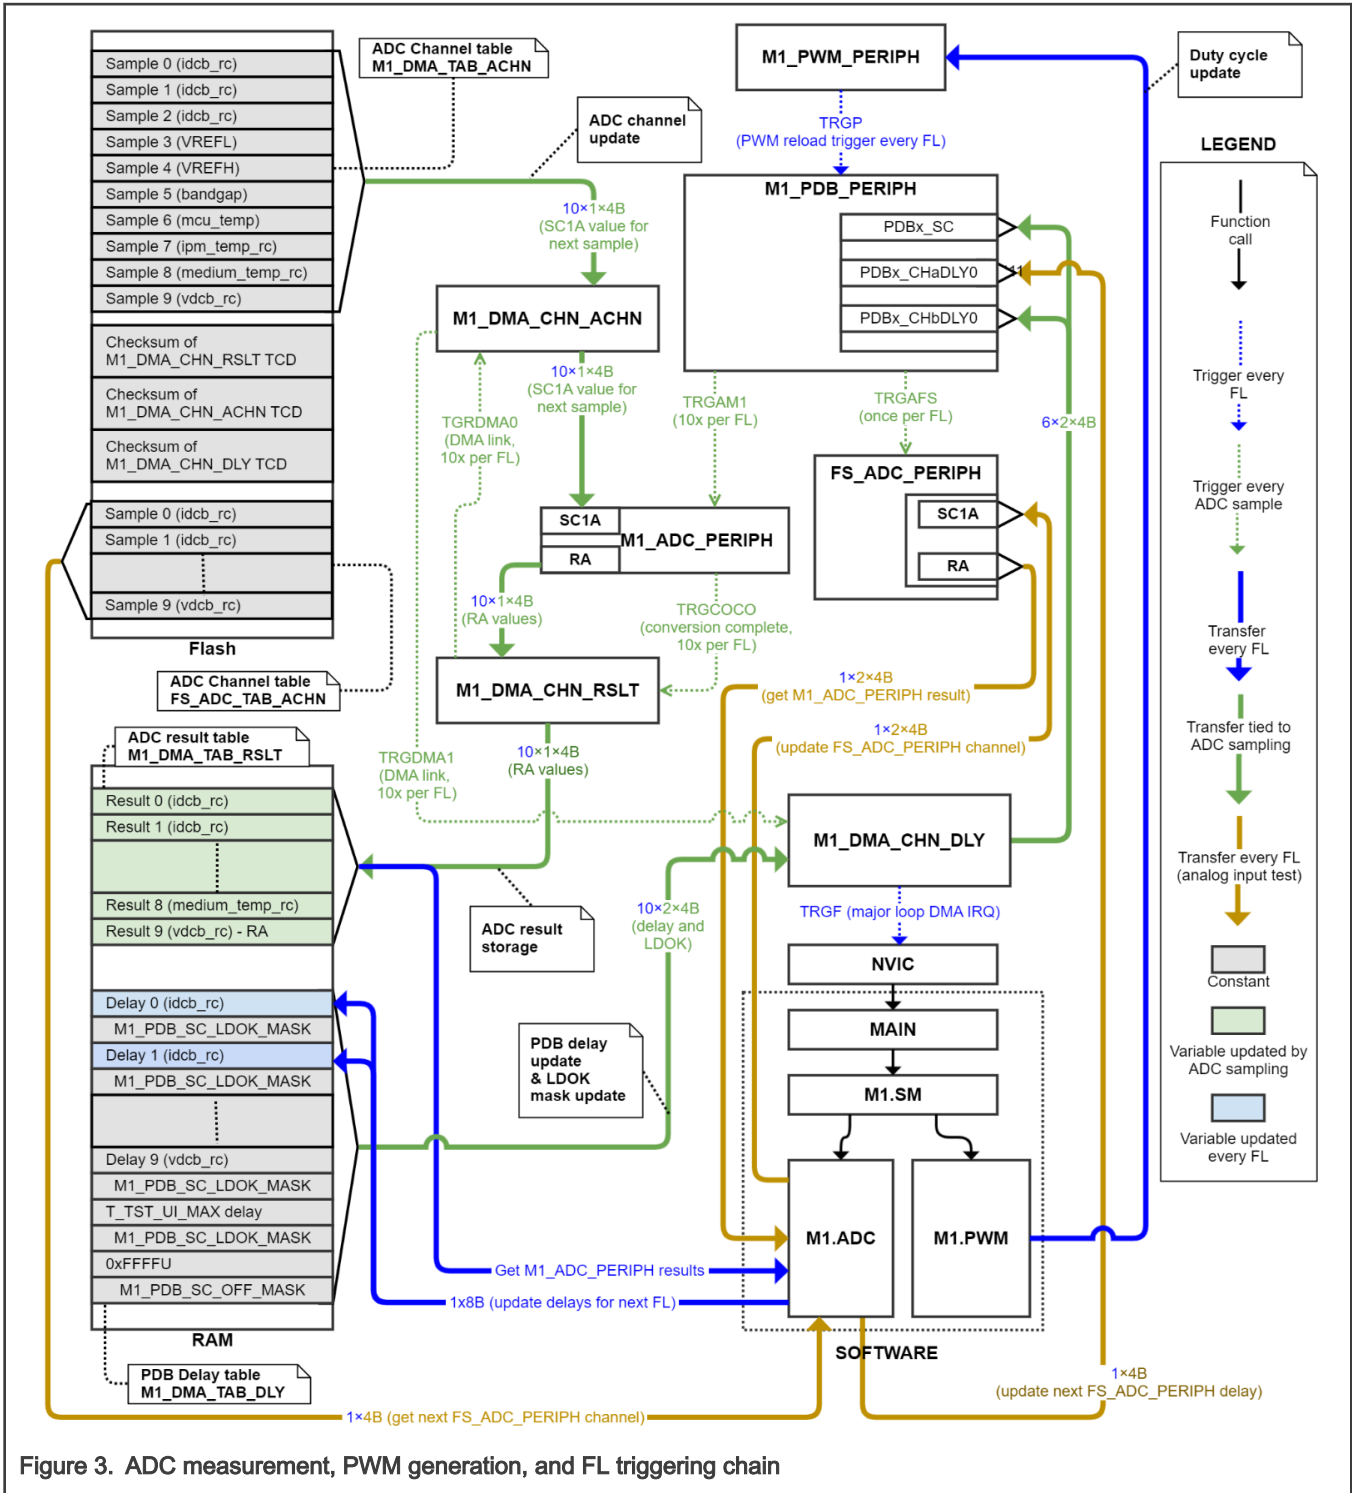 Sample 0 (idcb_rc)
Sample 1 (idcb_rc)
Sample 2 (idcb_rc)
Sample 3 (VREFL)
Sample 4 (VREFH)
Sample 5 (bandgap)
Sample 6 (mcu_temp)
Sample 7 (ipm_temp_rc)
Sample 8 (medium_temp_rc)
Sample 9 (vdcb_rc)
Checksum of
M1_DMA_CHN_RSLT TCD
Checksum of
M1_DMA_CHN_ACHN TCD
Checksum of
M1_DMA_CHN_DLY TCD
Sample 0 (idcb_rc)
Sample 1 (idcb_rc)
Sample 9 (vdcb_rc)
Flash
ADC Channel table
M1_DMA_TAB_ACHN
ADC channel
update
10×1×4B
(SC1A value for
next sample)
M1_DMA_CHN_ACHN
10×1×4B
(SC1A value for
next sample)
TGRDMA0
(DMA link,
10x per FL)
SC1A
RA
M1_ADC_PERIPH
10×1×4B
(RA values)
TRGCOCO
(conversion complete,
10x per FL)
M1_DMA_CHN_RSLT
10×1×4B
(RA values)
TRGDMA1
(DMA link,
10x per FL)
M1_PWM_PERIPH
TRGP
(PWM reload trigger every FL)
M1_PDB_PERIPH
PDBx_SC
PDBx_CHaDLY0
11
PDBx_CHbDLY0
TRGAM1
(10x per FL)
TRGAFS
(once per FL)
6×2×4B
FS_ADC_PERIPH
SC1A
RA
1×2×4B
(get M1_ADC_PERIPH result)
1×2×4B
(update FS_ADC_PERIPH channel)
Duty cycle
update
LEGEND
Function
call
Trigger every
FL
Trigger every
ADC sample
Transfer
every FL
Transfer tied to
ADC sampling
Transfer every FL
(analog input test)
Constant
Variable updated by
ADC sampling
Variable updated
every FL
ADC Channel table
FS_ADC_TAB_ACHN
ADC result table
M1_DMA_TAB_RSLT
Result 0 (idcb_rc)
Result 1 (idcb_rc)
Result 8 (medium_temp_rc)
Result 9 (vdcb_rc) - RA
Delay 0 (idcb_rc)
M1_PDB_SC_LDOK_MASK
Delay 1 (idcb_rc)
M1_PDB_SC_LDOK_MASK
Delay 9 (vdcb_rc)
M1_PDB_SC_LDOK_MASK
T_TST_UI_MAX delay
M1_PDB_SC_LDOK_MASK
0xFFFFU
M1_PDB_SC_OFF_MASK
RAM
PDB Delay table
M1_DMA_TAB_DLY
ADC result
storage
PDB delay
update
& LDOK
mask update
10×2×4B
(delay and
LDOK)
M1_DMA_CHN_DLY
TRGF (major loop DMA IRQ)
NVIC
MAIN
M1.SM
M1.ADC
M1.PWM
SOFTWARE
Get M1_ADC_PERIPH results
1x8B (update delays for next FL)
1×4B
(update next FS_ADC_PERIPH delay)
1×4B (get next FS_ADC_PERIPH channel)
Figure 3. ADC measurement, PWM generation, and FL triggering chain